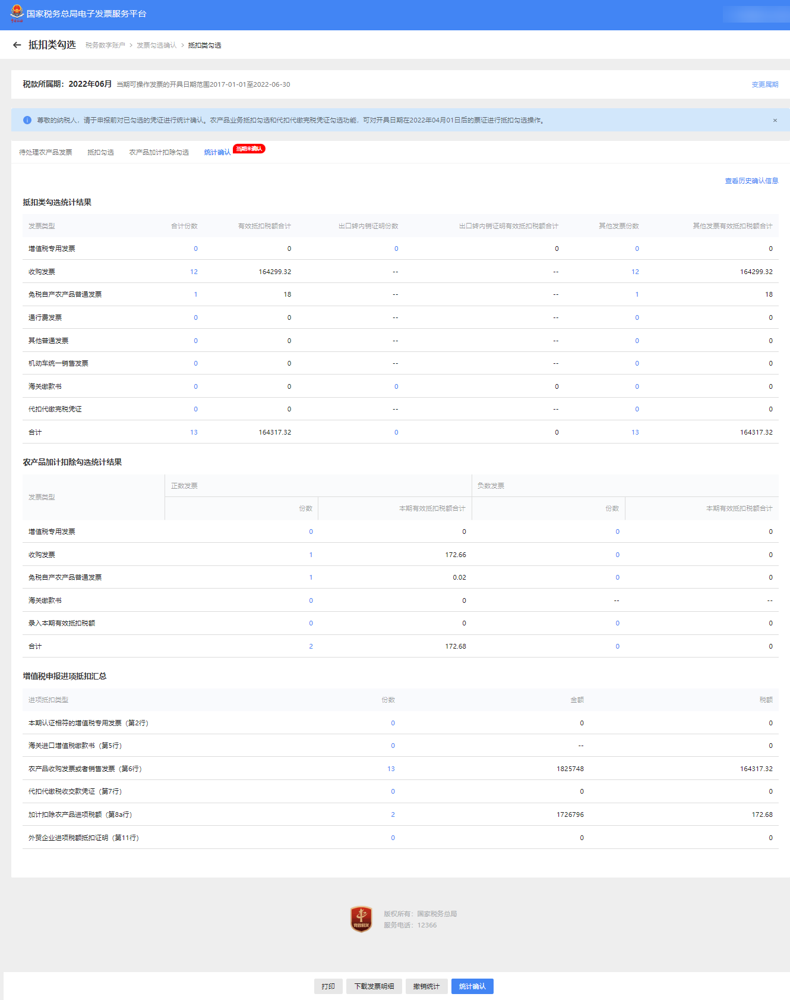 国家税务总局电子发票服务平台
抵扣类勾选 税务数字账户 > 发票勾选确认 > 抵扣类勾选
税款所属期：2022年06月 当期可操作发票的开具日期范围2017-01-01至2022-06-30 变更属期
尊敬的纳税人，请于申报前对已勾选的凭证进行统计确认。农产品业务抵扣勾选和代扣代缴完税凭证勾选功能，可对开具日期在2022年04月01日后的票证进行抵扣勾选操作。
待处理农产品发票 抵扣勾选 农产品加计扣除勾选 统计确认 当期未确认
查看历史确认信息
抵扣类勾选统计结果
发票类型 合计份数 有效抵扣税额合计 出口转内销证明份数 出口转内销证明有效抵扣税额合计 其他发票份数 其他发票有效抵扣税额合计
增值税专用发票 0 0 0 0 0 0
收购发票 12 164299.32 -- -- 12 164299.32
免税自产农产品普通发票 1 18 -- -- 1 18
通行费发票 0 0 -- -- 0 0
其他普通发票 0 0 -- -- 0 0
机动车统一销售发票 0 0 -- -- 0 0
海关缴款书 0 0 0 0 0 0
代扣代缴完税凭证 0 0 -- -- 0 0
合计 13 164317.32 0 0 13 164317.32
农产品加计扣除勾选统计结果
发票类型 正数发票 负数发票
份数 本期有效抵扣税额合计 份数 本期有效抵扣税额合计
增值税专用发票 0 0 0 0
收购发票 1 172.66 0 0
免税自产农产品普通发票 1 0.02 0 0
海关缴款书 0 0 -- --
录入本期有效抵扣税额 0 0 0 0
合计 2 172.68 0 0
增值税申报进项抵扣汇总
进项抵扣类型 份数 金额 税额
本期认证相符的增值税专用发票（第2行） 0 0 0
海关进口增值税缴款书（第5行） 0 -- 0
农产品收购发票或者销售发票（第6行） 13 1825748 164317.32
代扣代缴税收交款凭证（第7行） 0 0 0
加计扣除农产品进项税额（第8a行） 2 1726796 172.68
外贸企业进项税额抵扣证明（第11行） 0 0 0
党政机关
版权所有：国家税务总局
服务电话：12366
打印 下载发票明细 撤销统计 统计确认